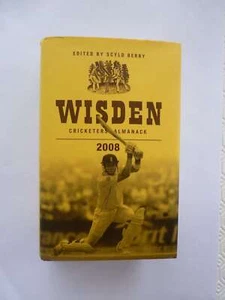 EDITED BY SCYLD BERRY
WISDEN
CRICKETERS' ALMANACK
2008